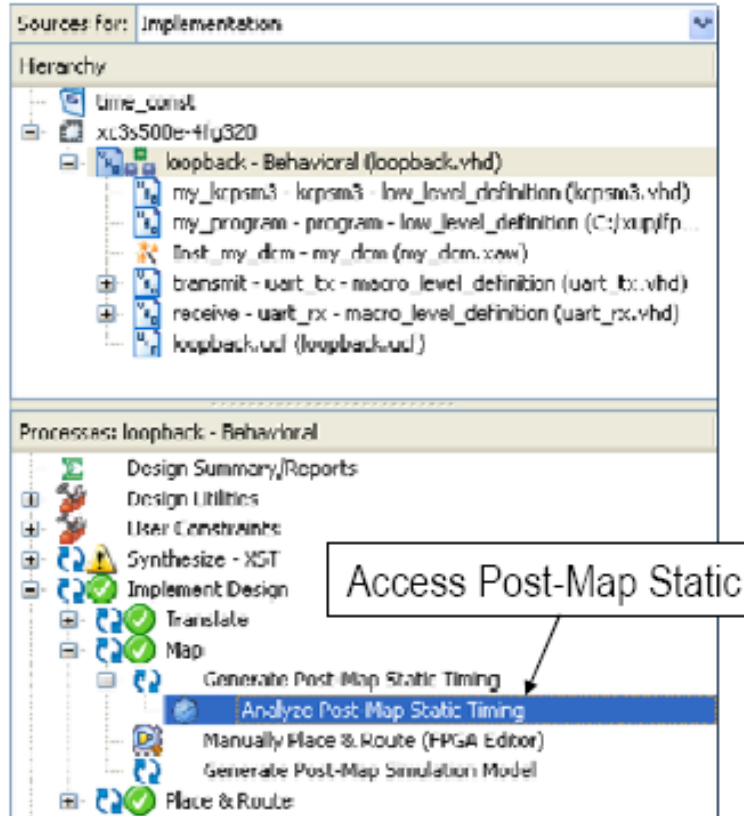 Sources for: Implementation
Hierarchy
time_const
xc3s500e-4fg320
loopback - Behavioral (loopback.vhd)
my_kcpsm3 - kcpsm3 - low_level_definition (kcpsm3.vhd)
my_program - program - low_level_definition (C:/xup/fp...
Inst_my_dcm - my_dcm (my_dcm.xaw)
transmit - uart_tx - macro_level_definition (uart_tx.vhd)
receive - uart_rx - macro_level_definition (uart_rx.vhd)
loopback.ucf (loopback.ucf)
Processes: loopback - Behavioral
Design Summary/Reports
Design Utilities
User Constraints
Synthesize - XST
Implement Design
Access Post-Map Static
Translate
Map
Generate Post-Map Static Timing
Analyze Post-Map Static Timing
Manually Place & Route (FPGA Editor)
Generate Post-Map Simulation Model
Place & Route